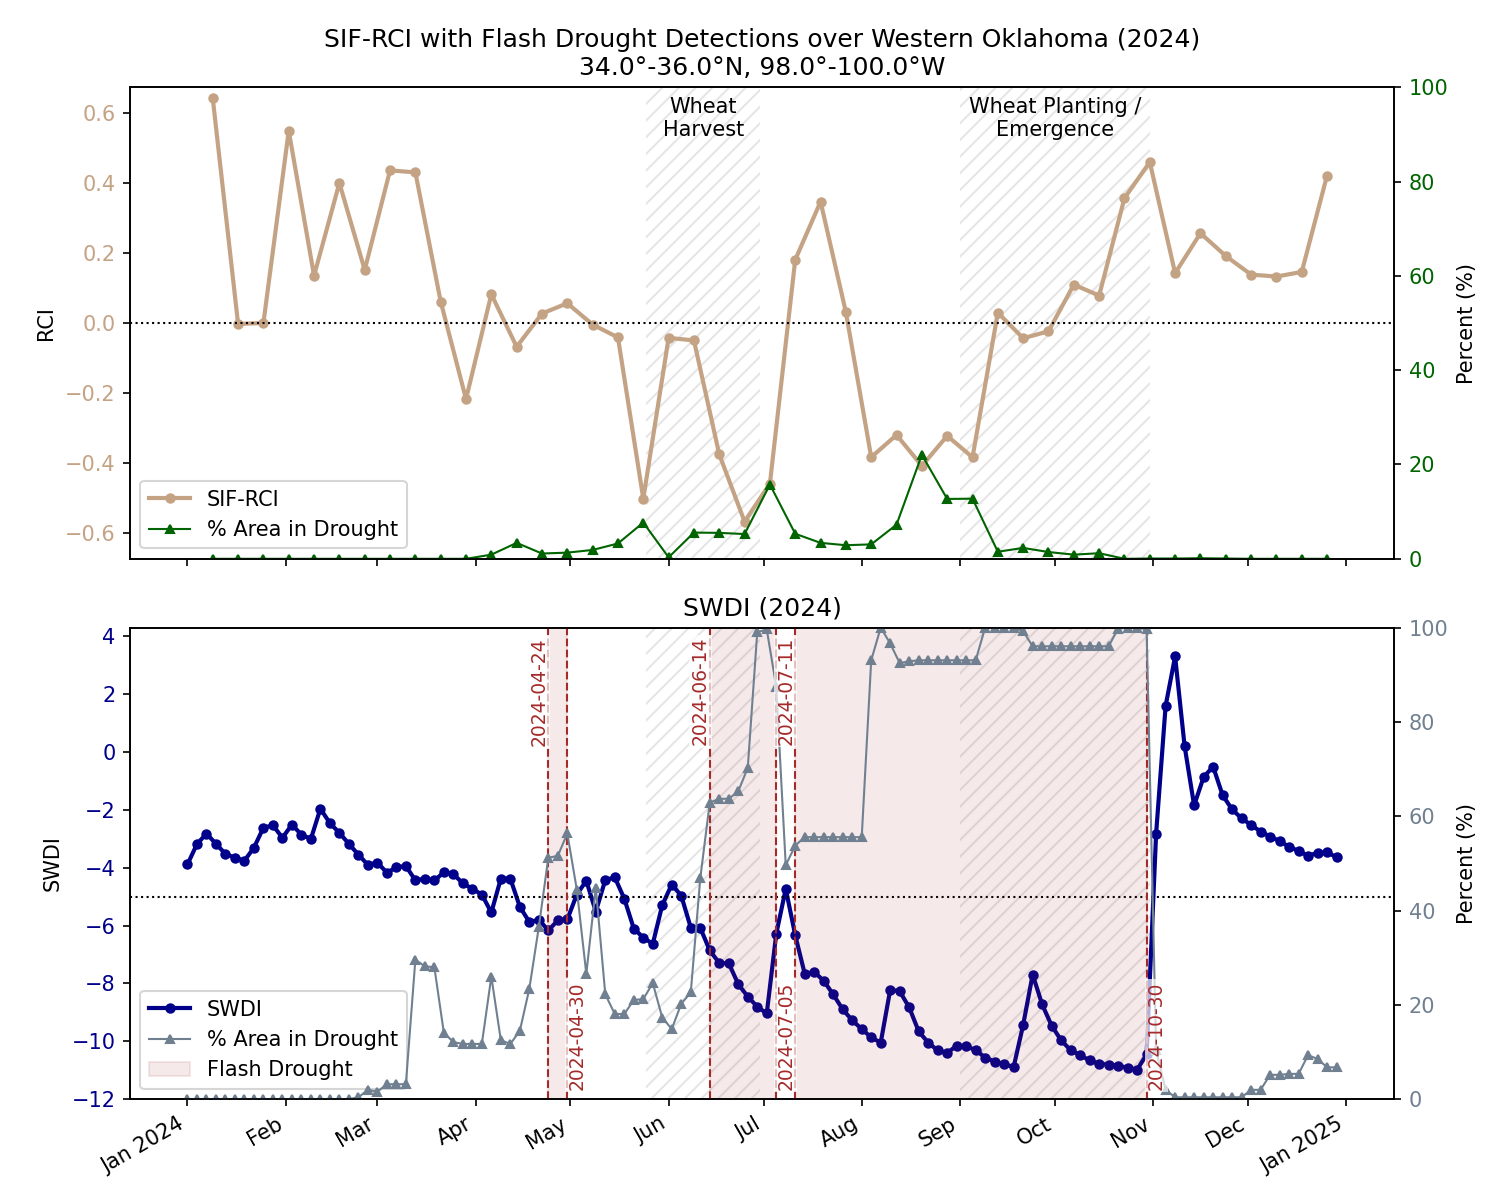 SIF-RCI with Flash Drought Detections over Western Oklahoma (2024)
34.0°-36.0°N, 98.0°-100.0°W
Wheat
Harvest
Wheat Planting /
Emergence
0.6
0.4
0.2
0.0
−0.2
−0.4
−0.6
RCI
100
80
60
40
20
0
Percent (%)
SIF-RCI
% Area in Drought
SWDI (2024)
4
2
0
−2
−4
−6
−8
−10
−12
SWDI
100
80
60
40
20
0
Percent (%)
2024-04-24
2024-04-30
2024-06-14
2024-07-05
2024-07-11
2024-10-30
SWDI
% Area in Drought
Flash Drought
Jan 2024
Feb
Mar
Apr
May
Jun
Jul
Aug
Sep
Oct
Nov
Dec
Jan 2025